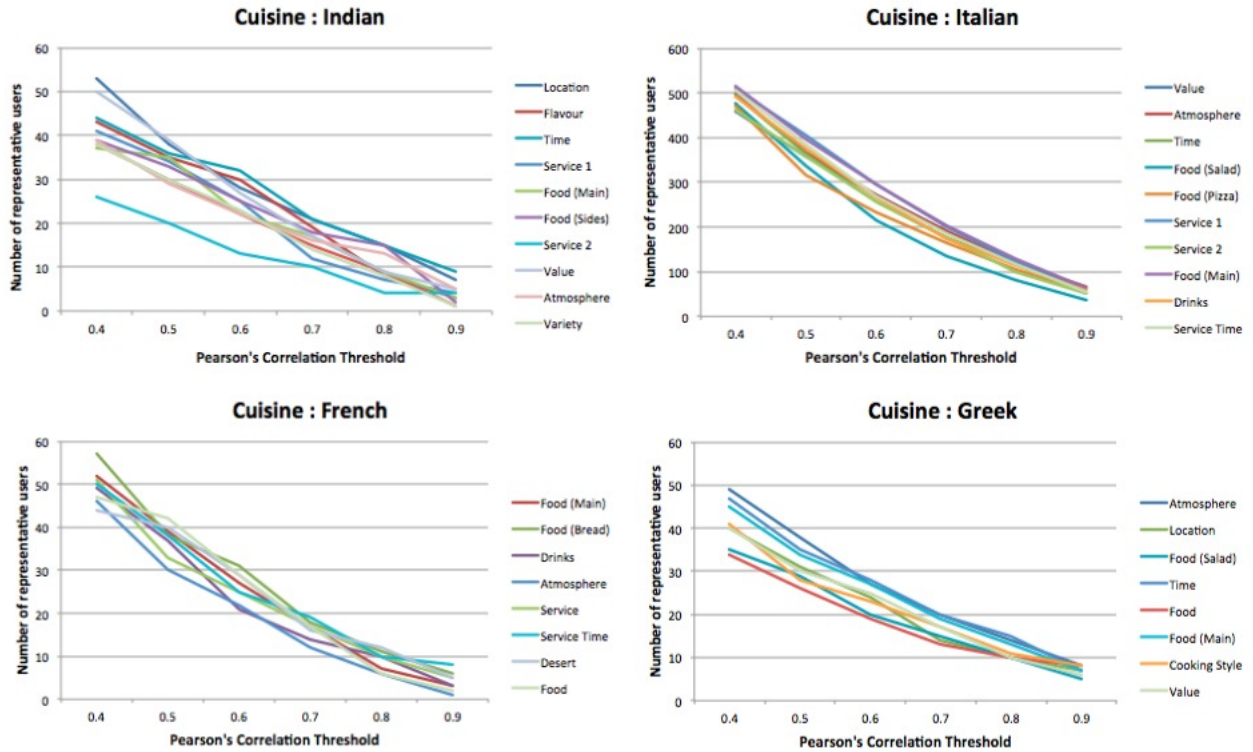 Cuisine : Indian
Number of representative users
60
50
40
30
20
10
0
0.4 0.5 0.6 0.7 0.8 0.9
Pearson's Correlation Threshold
Location
Flavour
Time
Service 1
Food (Main)
Food (Sides)
Service 2
Value
Atmosphere
Variety
Cuisine : Italian
Number of representative users
600
500
400
300
200
100
0
0.4 0.5 0.6 0.7 0.8 0.9
Pearson's Correlation Threshold
Value
Atmosphere
Time
Food (Salad)
Food (Pizza)
Service 1
Service 2
Food (Main)
Drinks
Service Time
Cuisine : French
Number of representative users
60
50
40
30
20
10
0
0.4 0.5 0.6 0.7 0.8 0.9
Pearson's Correlation Threshold
Food (Main)
Food (Bread)
Drinks
Atmosphere
Service
Service Time
Desert
Food
Cuisine : Greek
Number of representative users
60
50
40
30
20
10
0
0.4 0.5 0.6 0.7 0.8 0.9
Pearson's Correlation Threshold
Atmosphere
Location
Food (Salad)
Time
Food
Food (Main)
Cooking Style
Value